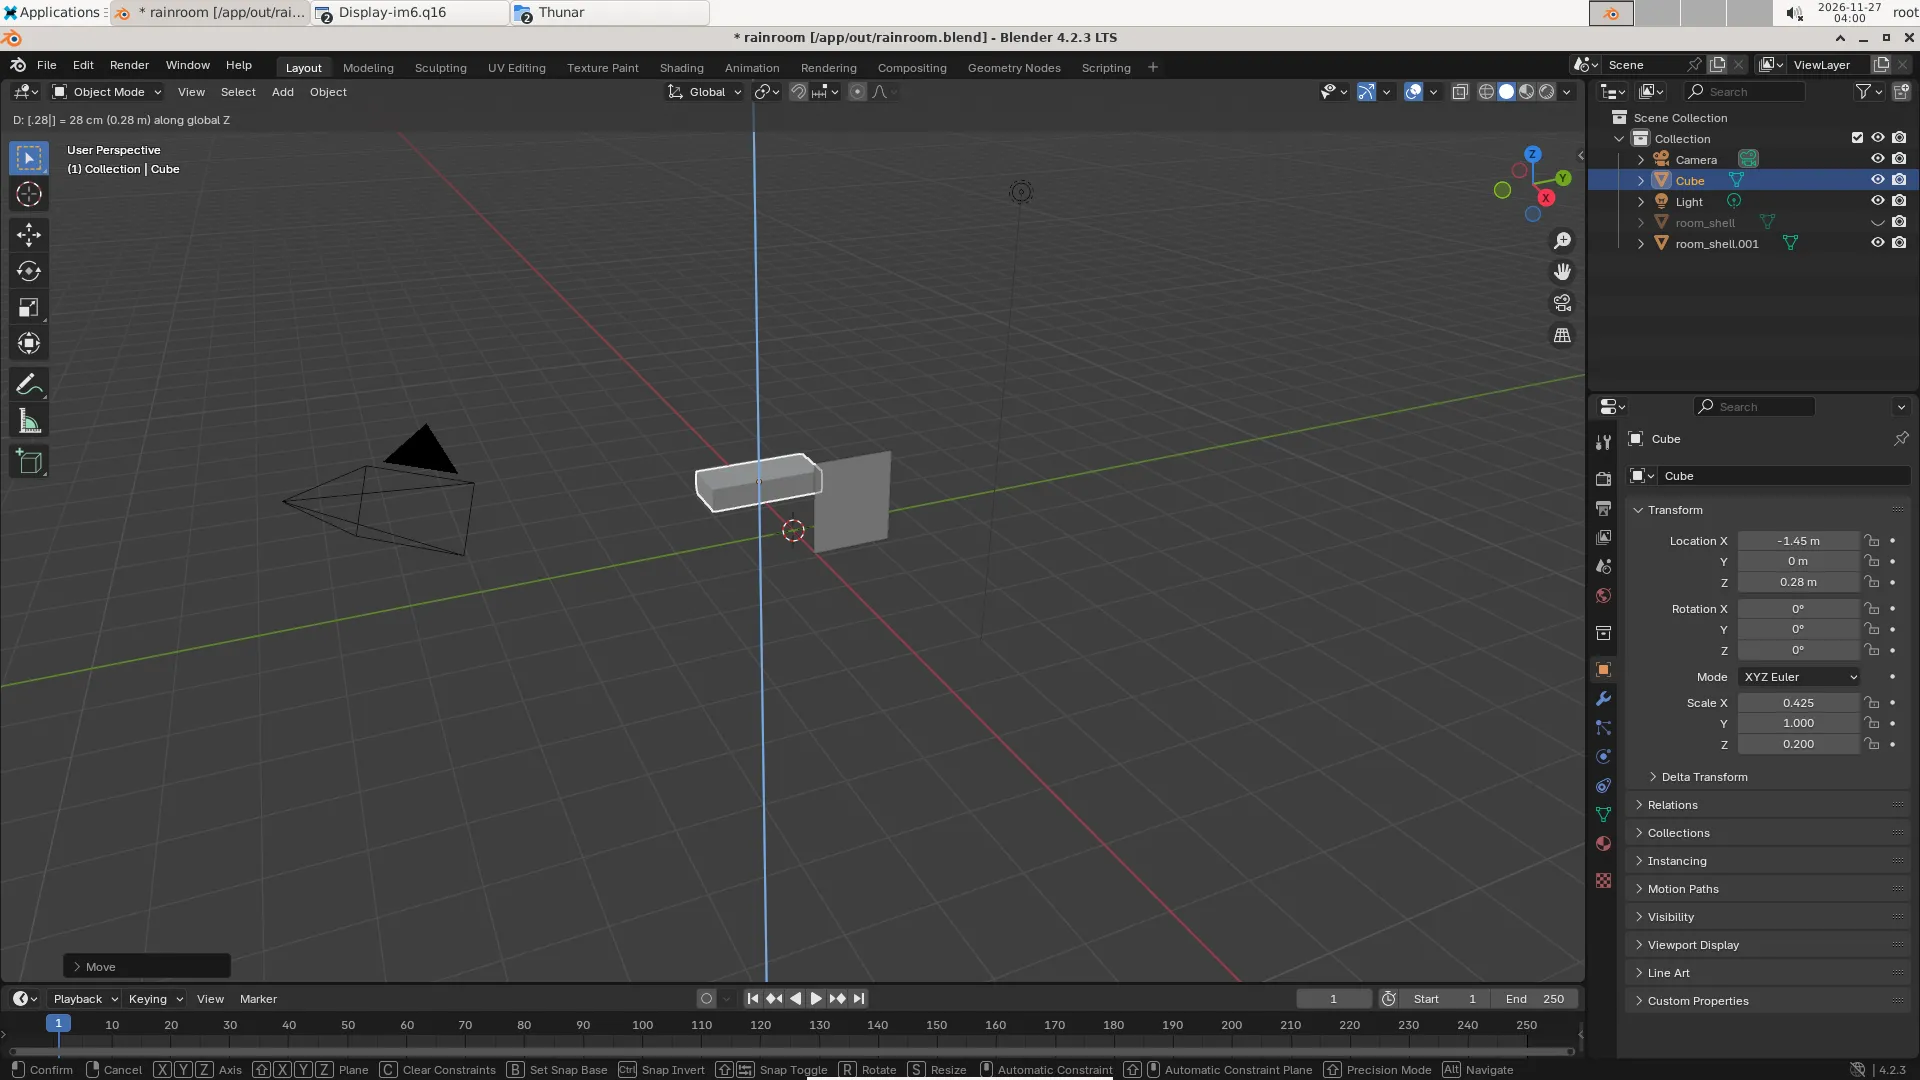 Applications
* rainroom [/app/out/rai...
Display-im6.q16
Thunar
2026-11-27
04:00
root
* rainroom [/app/out/rainroom.blend] - Blender 4.2.3 LTS
File Edit Render Window Help
Layout Modeling Sculpting UV Editing Texture Paint Shading Animation Rendering Compositing Geometry Nodes Scripting
Scene
ViewLayer
Object Mode View Select Add Object
Global
Search
D: [.28|] = 28 cm (0.28 m) along global Z
User Perspective
(1) Collection | Cube
Z
Y
X
Scene Collection
Collection
Camera
Cube
Light
room_shell
room_shell.001
Search
Cube
Cube
Transform
Location X -1.45 m
Y 0 m
Z 0.28 m
Rotation X 0°
Y 0°
Z 0°
Mode XYZ Euler
Scale X 0.425
Y 1.000
Z 0.200
Delta Transform
Relations
Collections
Instancing
Motion Paths
Visibility
Viewport Display
Line Art
Custom Properties
Move
Playback Keying View Marker
1
Start 1
End 250
1 10 20 30 40 50 60 70 80 90 100 110 120 130 140 150 160 170 180 190 200 210 220 230 240 250
Confirm Cancel X Y Z Axis X Y Z Plane C Clear Constraints B Set Snap Base Ctrl Snap Invert Snap Toggle R Rotate S Resize Automatic Constraint Automatic Constraint Plane Precision Mode Alt Navigate
4.2.3